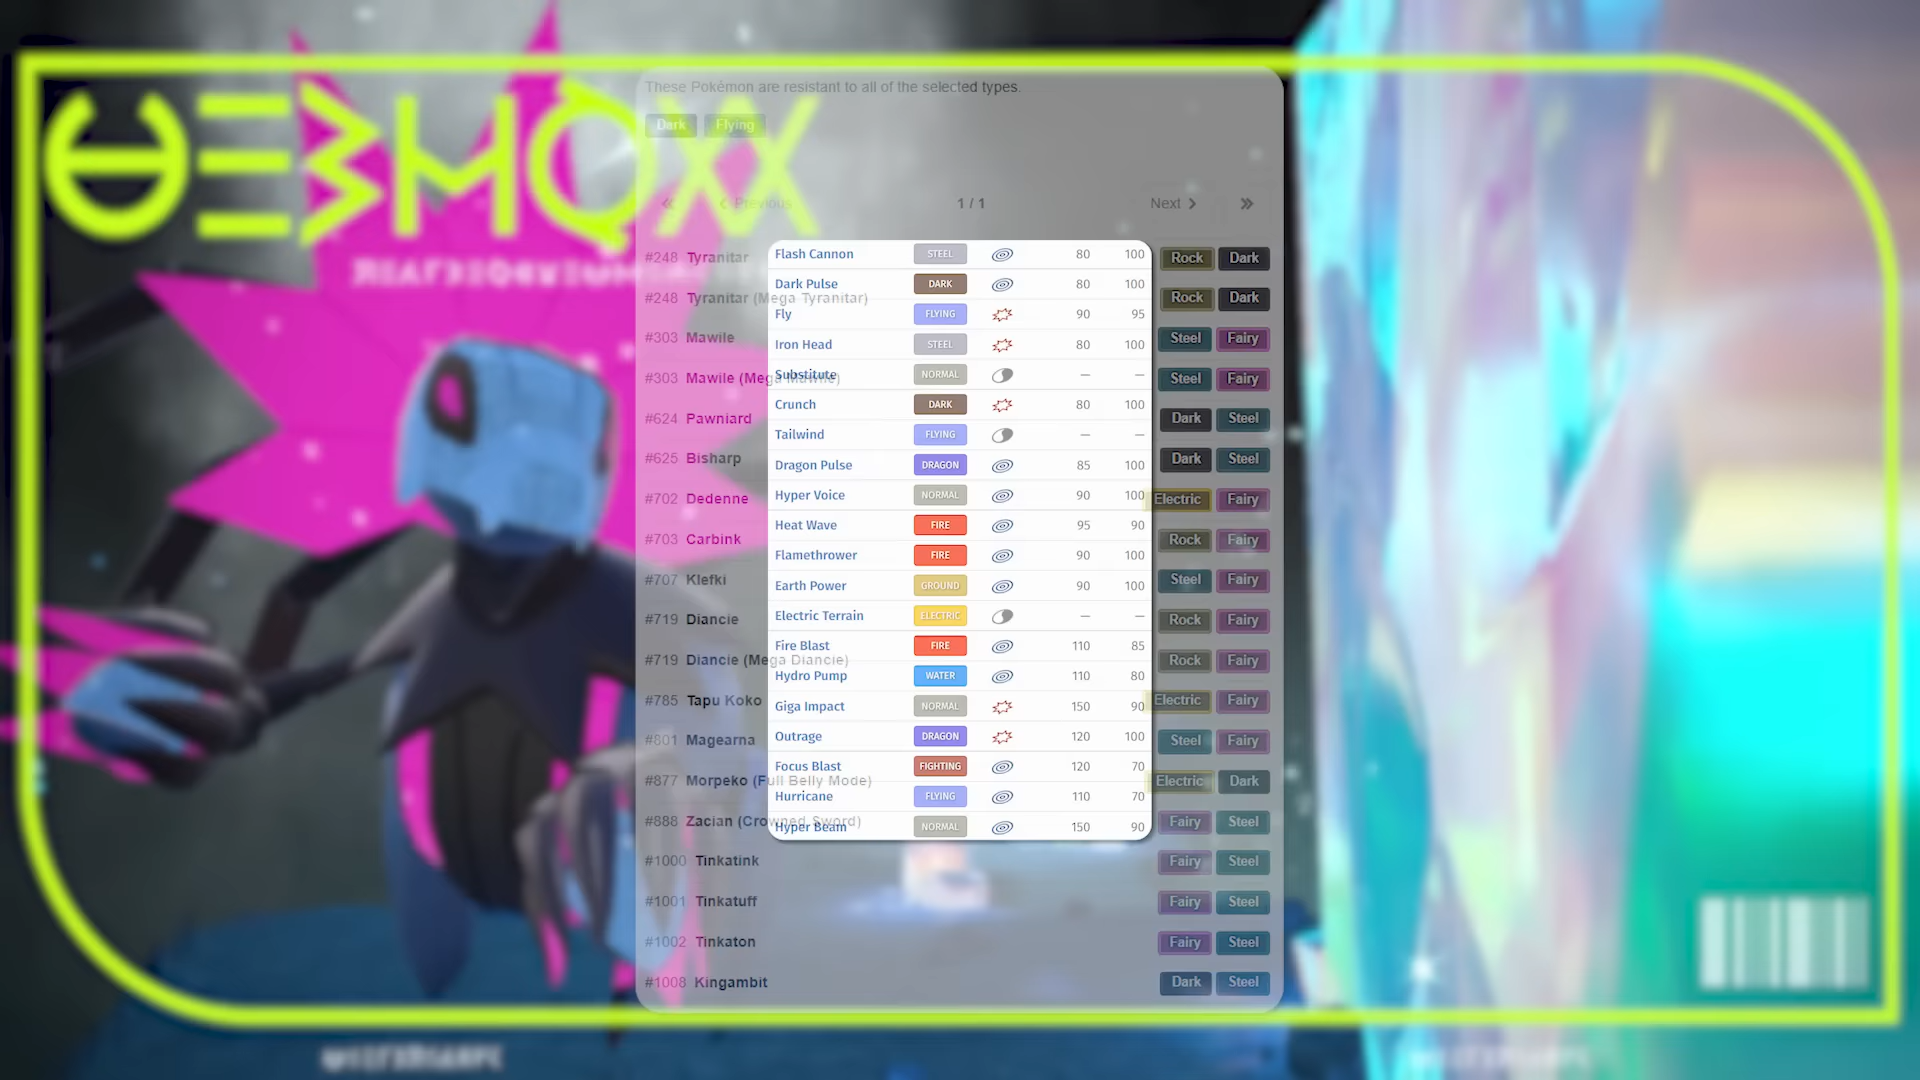 These Pokémon are resistant to all of the selected types.
Dark Flying
« ‹ Previous 1 / 1 Next › »
#248 Tyranitar Rock Dark
#248 Tyranitar (Mega Tyranitar) Rock Dark
#303 Mawile Steel Fairy
#303 Mawile (Mega Mawile) Steel Fairy
#624 Pawniard Dark Steel
#625 Bisharp Dark Steel
#702 Dedenne Electric Fairy
#703 Carbink Rock Fairy
#707 Klefki Steel Fairy
#719 Diancie Rock Fairy
#719 Diancie (Mega Diancie) Rock Fairy
#785 Tapu Koko Electric Fairy
#801 Magearna Steel Fairy
#877 Morpeko (Full Belly Mode) Electric Dark
#888 Zacian (Crowned Sword) Fairy Steel
#1000 Tinkatink Fairy Steel
#1001 Tinkatuff Fairy Steel
#1002 Tinkaton Fairy Steel
#1008 Kingambit Dark Steel
Flash Cannon STEEL 80 100
Dark Pulse DARK 80 100
Fly FLYING 90 95
Iron Head STEEL 80 100
Substitute NORMAL — —
Crunch DARK 80 100
Tailwind FLYING — —
Dragon Pulse DRAGON 85 100
Hyper Voice NORMAL 90 100
Heat Wave FIRE 95 90
Flamethrower FIRE 90 100
Earth Power GROUND 90 100
Electric Terrain ELECTRIC — —
Fire Blast FIRE 110 85
Hydro Pump WATER 110 80
Giga Impact NORMAL 150 90
Outrage DRAGON 120 100
Focus Blast FIGHTING 120 70
Hurricane FLYING 110 70
Hyper Beam NORMAL 150 90